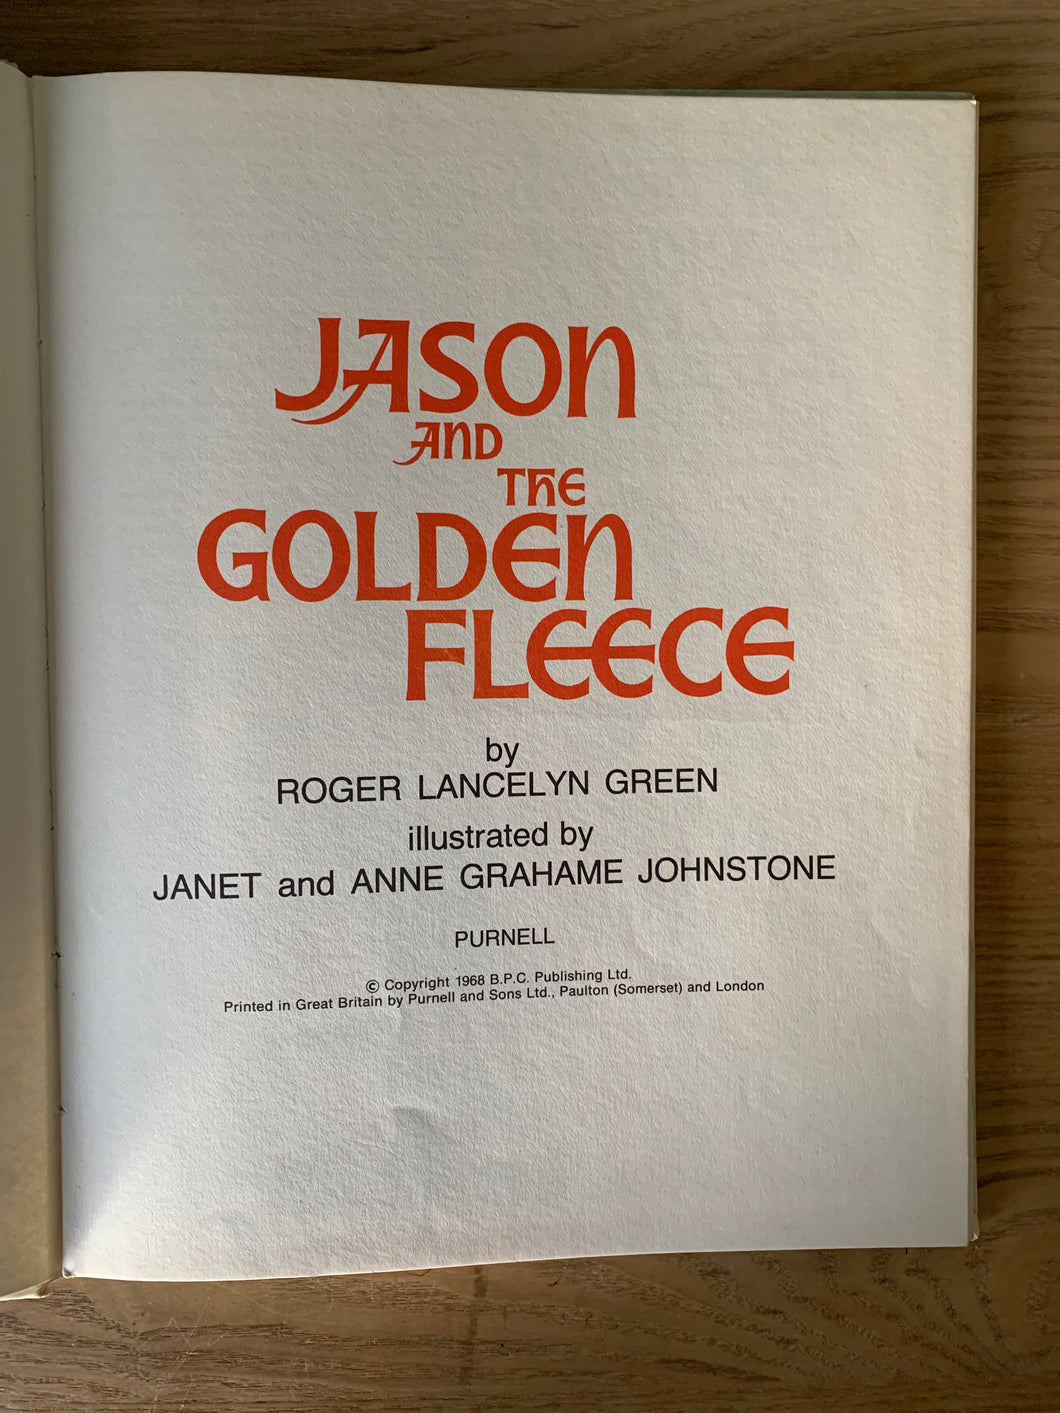 JASON
AND
THE
GOLDEN
FLEECE
by
ROGER LANCELYN GREEN
illustrated by
JANET and ANNE GRAHAME JOHNSTONE
PURNELL
© Copyright 1968 B.P.C. Publishing Ltd.
Printed in Great Britain by Purnell and Sons Ltd., Paulton (Somerset) and London